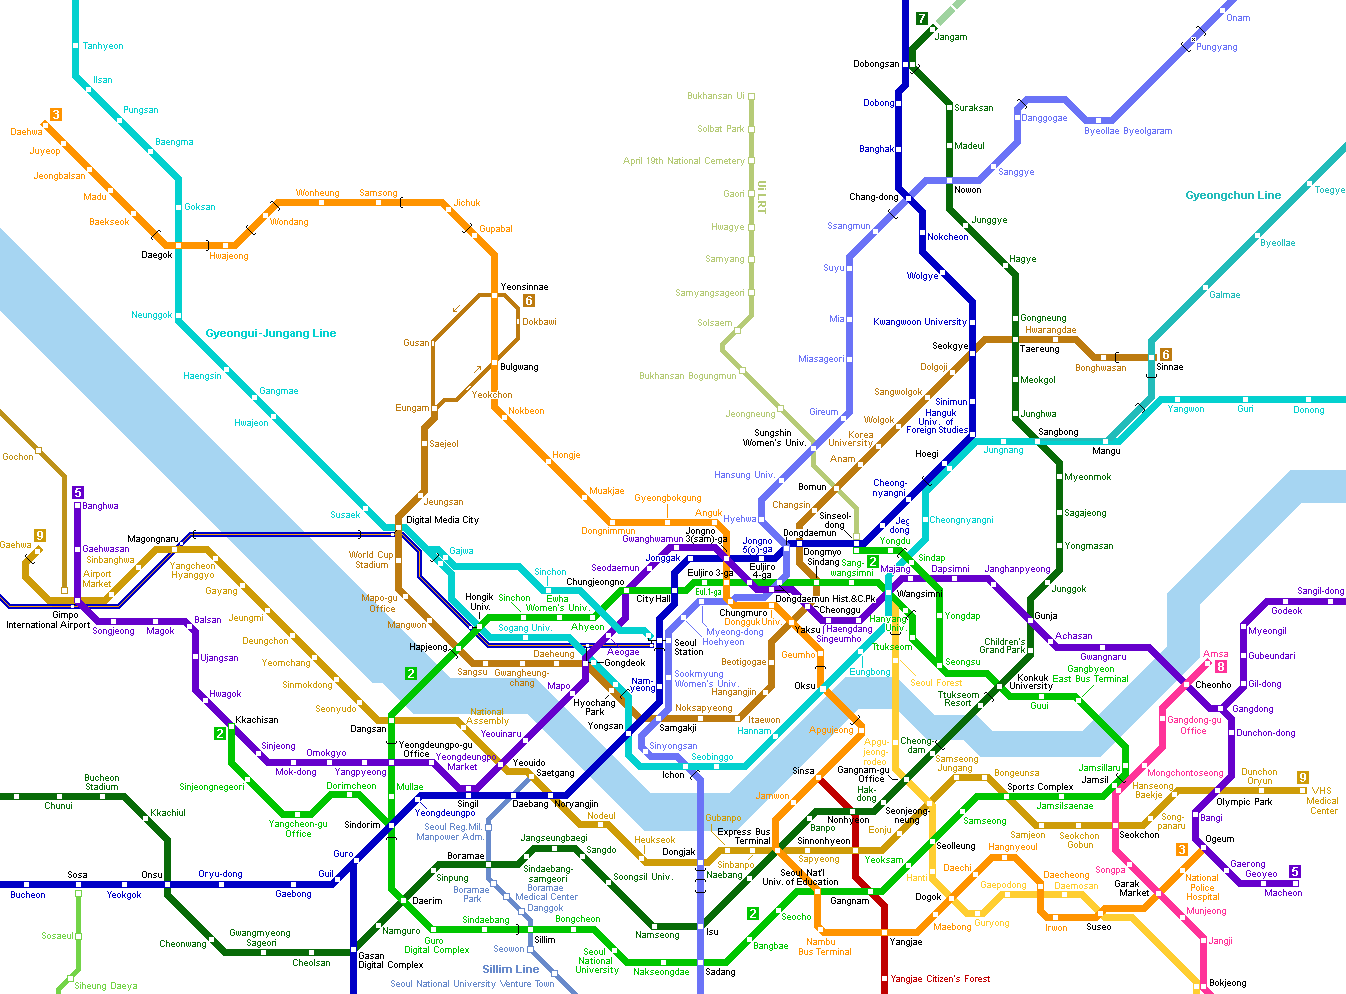 Onam
Pungyang
7
Jangam
Tanhyeon
Dobongsan
Ilsan
Bukhansan Ui
Dobong
Suraksan
Pungsan
3
Danggogae
Byeollae Byeolgaram
Daehwa
Solbat Park
Baengma
Banghak
Madeul
Juyeop
April 19th National Cemetery
Sanggye
Jeongbalsan
Nowon
Gaori
Ui LRT
Chang-dong
Gyeongchun Line
Toegye
Madu
Wonheung
Samsong
Jichuk
Goksan
Baekseok
Wondang
Gupabal
Hwagye
Ssangmun
Junggye
Nokcheon
Byeollae
Daegok
Hwajeong
Samyang
Suyu
Hagye
Wolgye
Yeonsinnae
6
Samyangsageori
Galmae
Neunggok
Dokbawi
Solsaem
Mia
Kwangwoon University
Gongneung
Hwarangdae
Gyeongui-Jungang Line
Gusan
Seokgye
Taereung
6
Miasageori
Bonghwasan
Sinnae
Bulgwang
Dolgoji
Haengsin
Bukhansan Bogungmun
Meokgol
Gangmae
Yeokchon
Sangwolgok
Eungam
Nokbeon
Jeongneung
Gireum
Sinimun
Junghwa
Yangwon
Guri
Donong
Hwajeon
Wolgok
Hanguk
Univ. of
Foreign Studies
Sungshin
Women's Univ.
Korea
University
Sangbong
Saejeol
Hoegi
Jungnang
Mangu
Gochon
Hongje
Anam
Hansung Univ.
Myeonmok
5
Muakjae
Bomun
Cheong-
nyangni
Jeungsan
Gyeongbokgung
Changsin
Banghwa
Susaek
Digital Media City
Dongnimmun
Anguk
Hyehwa
Sinseol-
dong
Cheongnyangni
Sagajeong
9
Magongnaru
Jongno
3(sam)-ga
Jongno
5(o)-ga
Dongdaemun
Gaehwa
Gaehwasan
Gwanghwamun
Yongdu
Yongmasan
Sinbanghwa
World Cup
Stadium
Gajwa
Jonggak
Dongmyo
2
Sindap
Airport
Market
Yangcheon
Hyanggyo
Seodaemun
Euljiro 3-ga
Euljiro
4-ga
Sindang
Sang-
wangsimni
Majang
Dapsimni
Janghanpyeong
Sinchon
Chungjeongno
Gayang
Mapo-gu
Office
Hongik
Univ.
Sinchon
Ewha
Women's Univ.
City Hall
Eul.1-ga
Dongdaemun Hist.&C.Pk.
Wangsimni
Junggok
Gimpo
International Airport
Chungmuro
Cheonggu
Sangil-dong
Godeok
Songjeong
Magok
Balsan
Jeungmi
Mangwon
Sogang Univ.
Ahyeon
Dongguk Univ.
Yaksu
Haengdang
Hanyang
Univ.
Yongdap
Gunja
Myeongil
Deungchon
Hapjeong
Aeogae
Seoul
Station
Myeong-dong
Hoehyeon
Singeumho
Children's
Grand Park
Achasan
Ujangsan
Yeomchang
Daeheung
Gongdeok
Beotigogae
Geumho
Ttukseom
Gwangnaru
Amsa
Gubeundari
Sangsu
Gwangheung-
chang
Seongsu
Gangbyeon
East Bus Terminal
8
Sinmokdong
2
Mapo
Nam-
yeong
Sookmyung
Women's Univ.
Eungbong
Seoul Forest
Konkuk
University
Cheonho
Gil-dong
Hwagok
Hangangjin
Oksu
Ttukseom
Resort
Seonyudo
Hyochang
Park
Noksapyeong
Guui
National
Assembly
Itaewon
Gangdong
Kkachisan
Dangsan
Yongsan
Samgakji
Hannam
Apgujeong
Gangdong-gu
Office
2
Yeouinaru
Dunchon-dong
Sinjeong
Omokgyo
Yeongdeungpo-gu
Office
Yeongdeungpo
Market
Sinyongsan
Seobinggo
Apgu-
jeong-
rodeo
Cheong-
dam
Yeouido
Mok-dong
Yangpyeong
Saetgang
Ichon
Sinsa
Gangnam-gu
Office
Samseong
Jungang
Bongeunsa
Jamsillaru
Mongchontoseong
Dunchon
Oryun
9
Bucheon
Stadium
Sinjeongnegeori
Dorimcheon
Mullae
Jamsil
Hanseong
Baekje
VHS
Medical
Center
Chunui
Kkachiul
Singil
Daebang
Noryangjin
Jamwon
Hak-
dong
Seonjeong-
neung
Sports Complex
Jamsilsaenae
Olympic Park
Yeongdeungpo
Gubanpo
Banpo
Nonhyeon
Yangcheon-gu
Office
Sindorim
Seoul Reg.Mil.
Manpower Adm.
Nodeul
Express Bus
Terminal
Eonju
Samseong
Samjeon
Seokchon
Gobun
Seokchon
Song-
panaru
Bangi
Jangseungbaegi
Heukseok
Sinnonhyeon
Ogeum
Guro
Boramae
Sangdo
Dongjak
Sinbanpo
Sapyeong
Yeoksam
Seolleung
Hangnyeoul
3
Sosa
Onsu
Oryu-dong
Guil
Sinpung
Sindaebang-
samgeori
Soongsil Univ.
Naebang
Seoul Nat'l
Univ. of Education
Hanti
Daechi
Daecheong
Songpa
Gaerong
Geoyeo
5
Bucheon
Yeokgok
Gaebong
Boramae
Park
Boramae
Medical Center
Gangnam
Dogok
Gaepodong
Daemosan
Garak
Market
National
Police
Hospital
Macheon
Daerim
Danggok
2
Seocho
Sosaeul
Gwangmyeong
Sageori
Namguro
Sindaebang
Bongcheon
Isu
Maebong
Guryong
Irwon
Suseo
Munjeong
Cheonwang
Guro
Digital Complex
Seowon
Sillim
Namseong
Bangbae
Nambu
Bus Terminal
Yangjae
Jangji
Cheolsan
Gasan
Digital Complex
Seoul
National
University
Sillim Line
Nakseongdae
Sadang
Siheung Daeya
Seoul National University Venture Town
Yangjae Citizen's Forest
Bokjeong